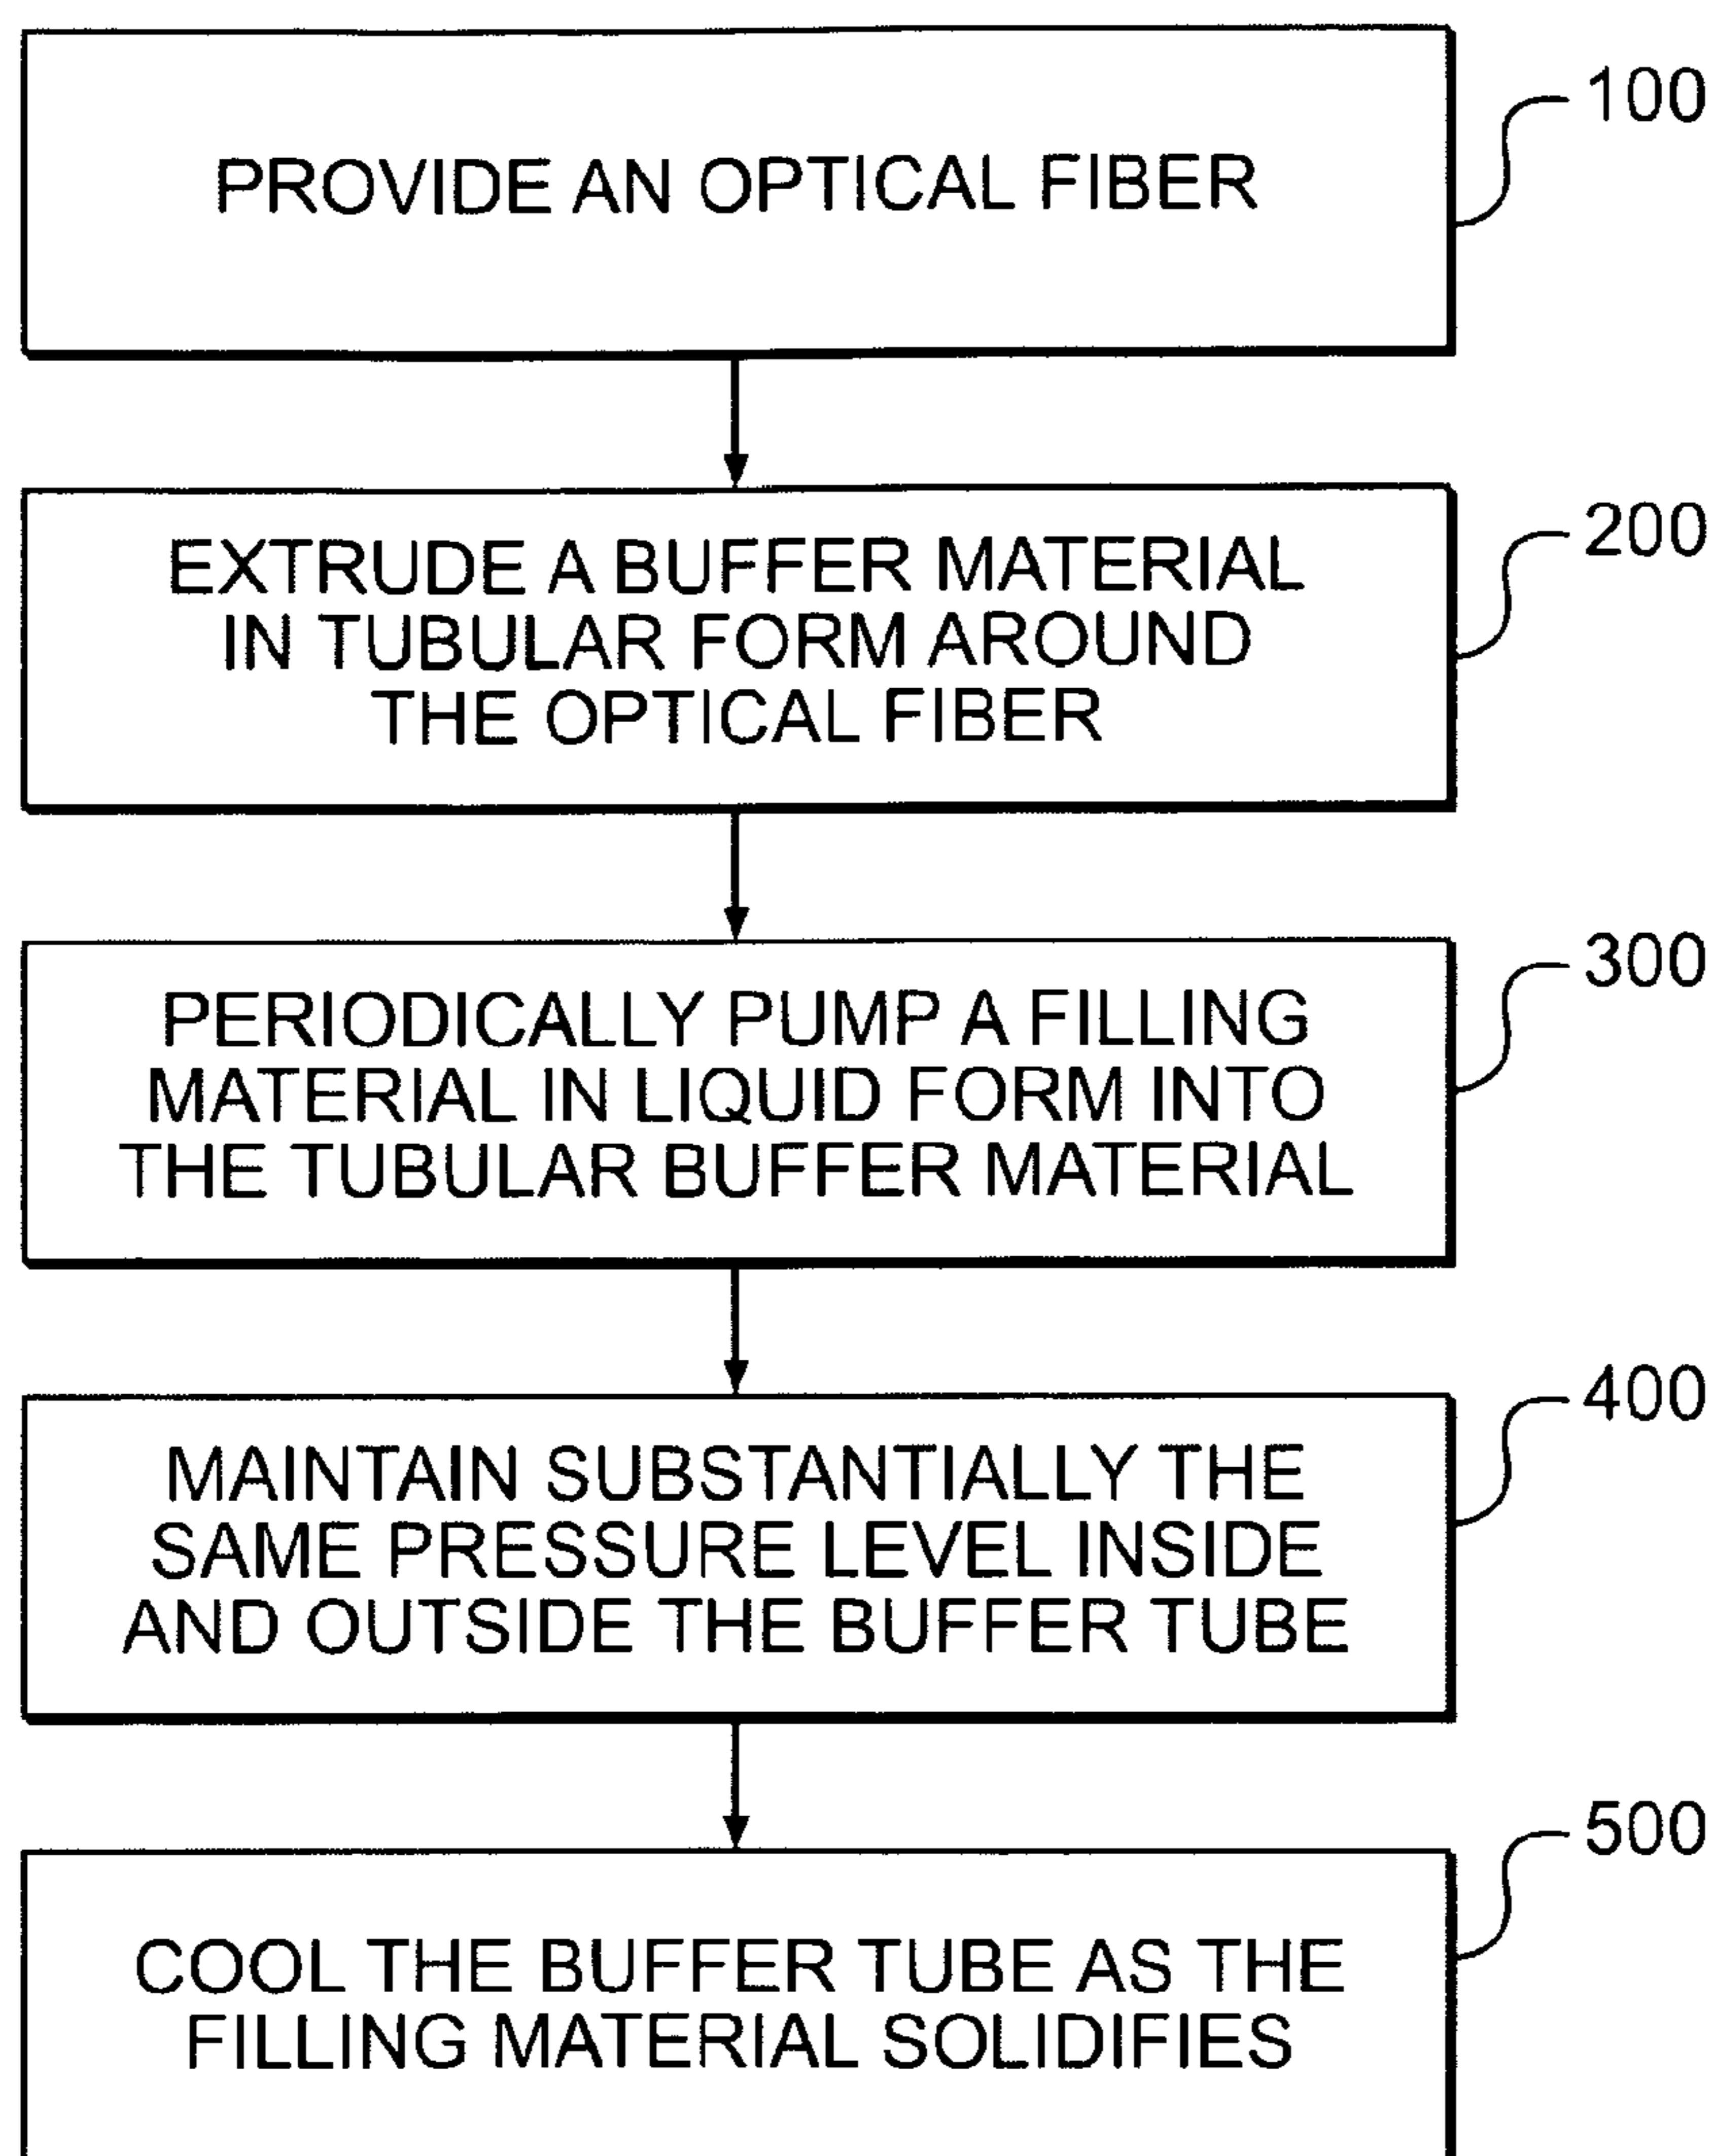 100
PROVIDE AN OPTICAL FIBER
200
EXTRUDE A BUFFER MATERIAL
IN TUBULAR FORM AROUND
THE OPTICAL FIBER
300
PERIODICALLY PUMP A FILLING
MATERIAL IN LIQUID FORM INTO
THE TUBULAR BUFFER MATERIAL
400
MAINTAIN SUBSTANTIALLY THE
SAME PRESSURE LEVEL INSIDE
AND OUTSIDE THE BUFFER TUBE
500
COOL THE BUFFER TUBE AS THE
FILLING MATERIAL SOLIDIFIES